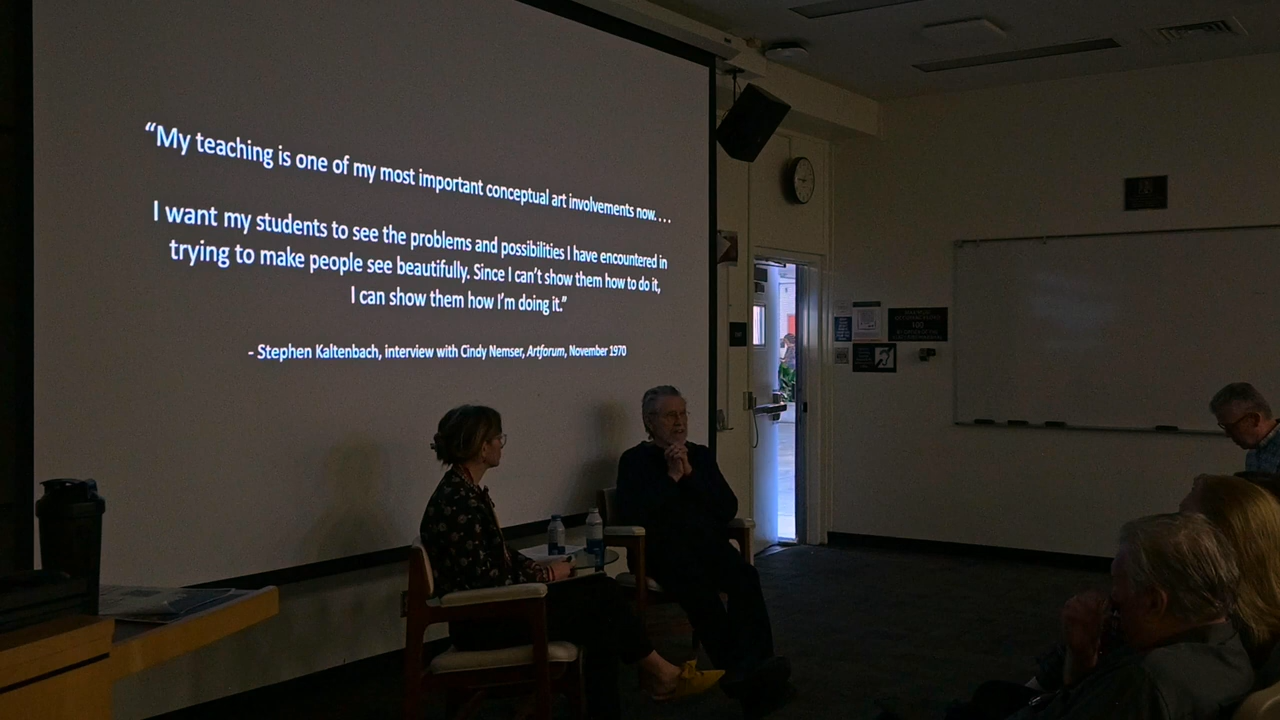 “My teaching is one of my most important conceptual art involvements now. . . .
I want my students to see the problems and possibilities I have encountered in
trying to make people see beautifully. Since I can’t show them how to do it,
I can show them how I’m doing it.”
- Stephen Kaltenbach, interview with Cindy Nemser, Artforum, November 1970
100